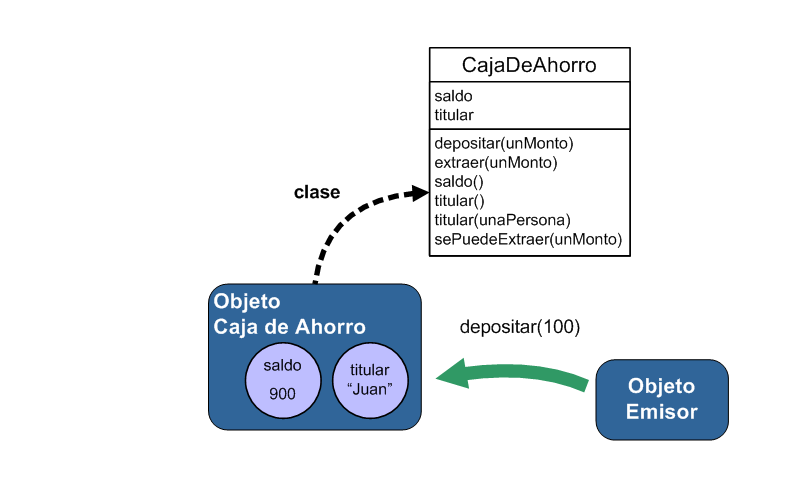 CajaDeAhorro
saldo
titular
depositar(unMonto)
extraer(unMonto)
saldo()
titular()
titular(unaPersona)
sePuedeExtraer(unMonto)
clase
Objeto
Caja de Ahorro
saldo
900
titular
“Juan”
depositar(100)
Objeto
Emisor